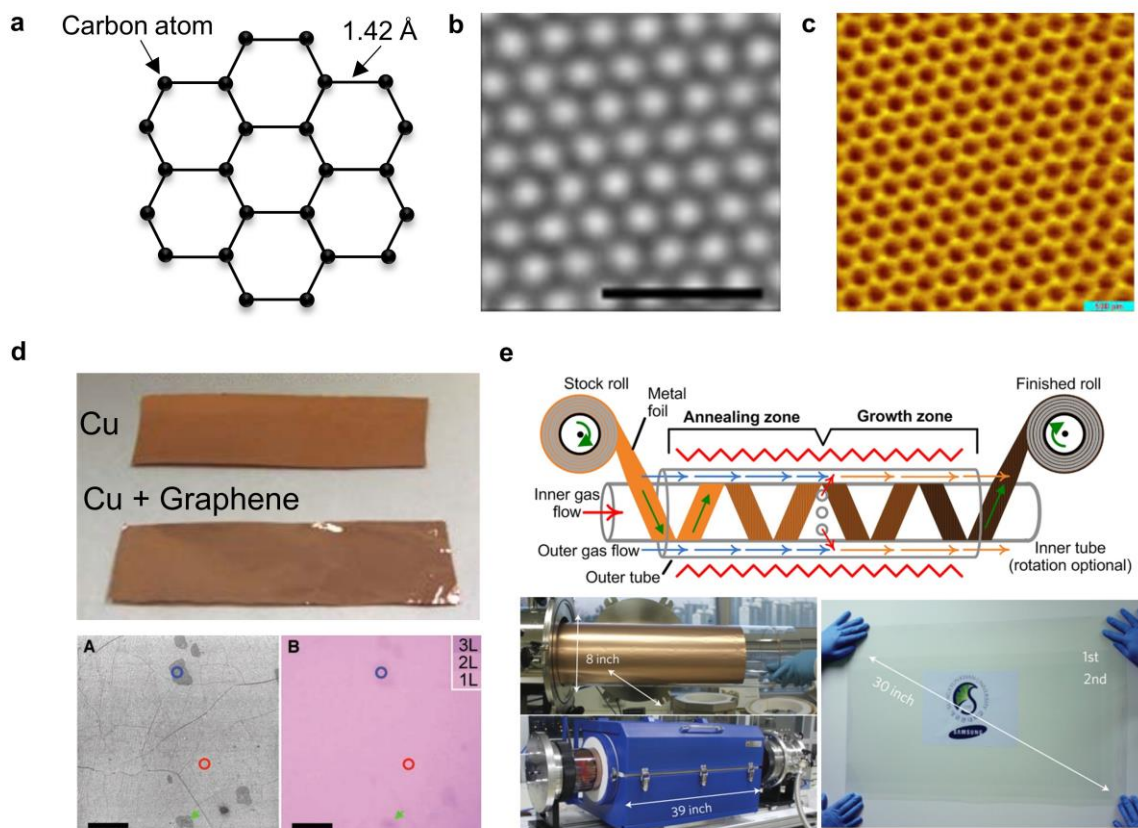 a
Carbon atom
1.42 Å
b
c
d
Cu
Cu + Graphene
A
B
3L
2L
1L
e
Stock roll
Metal
foil
Annealing zone
Growth zone
Finished roll
Inner gas
flow
Outer gas flow
Outer tube
Inner tube
(rotation optional)
8 inch
39 inch
1st
2nd
30 inch
SAMSUNG